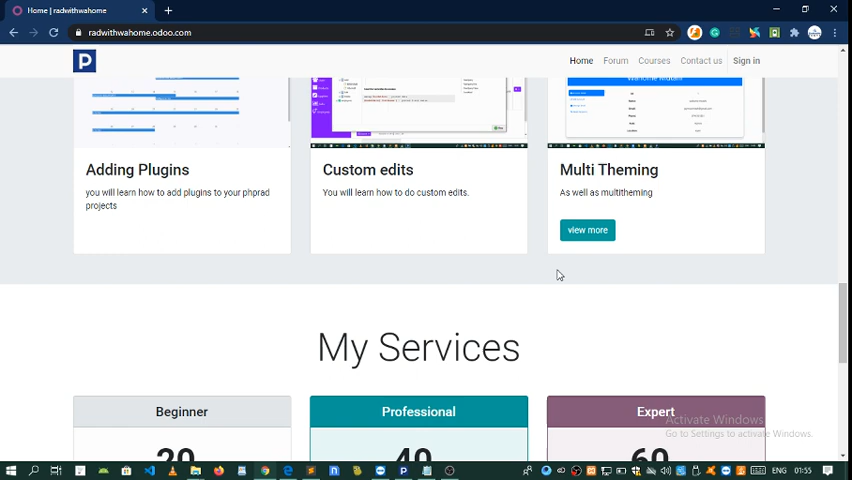 Home | radwithwahome
radwithwahome.odoo.com
P
Home Forum Courses Contact us Sign in
Adding Plugins
you will learn how to add plugins to your phprad
projects
Custom edits
You will learn how to do custom edits.
Multi Theming
As well as multitheming
view more
My Services
Beginner
Professional
Expert
20
40
60
Activate Windows
Go to Settings to activate Windows.
ENG
01:55